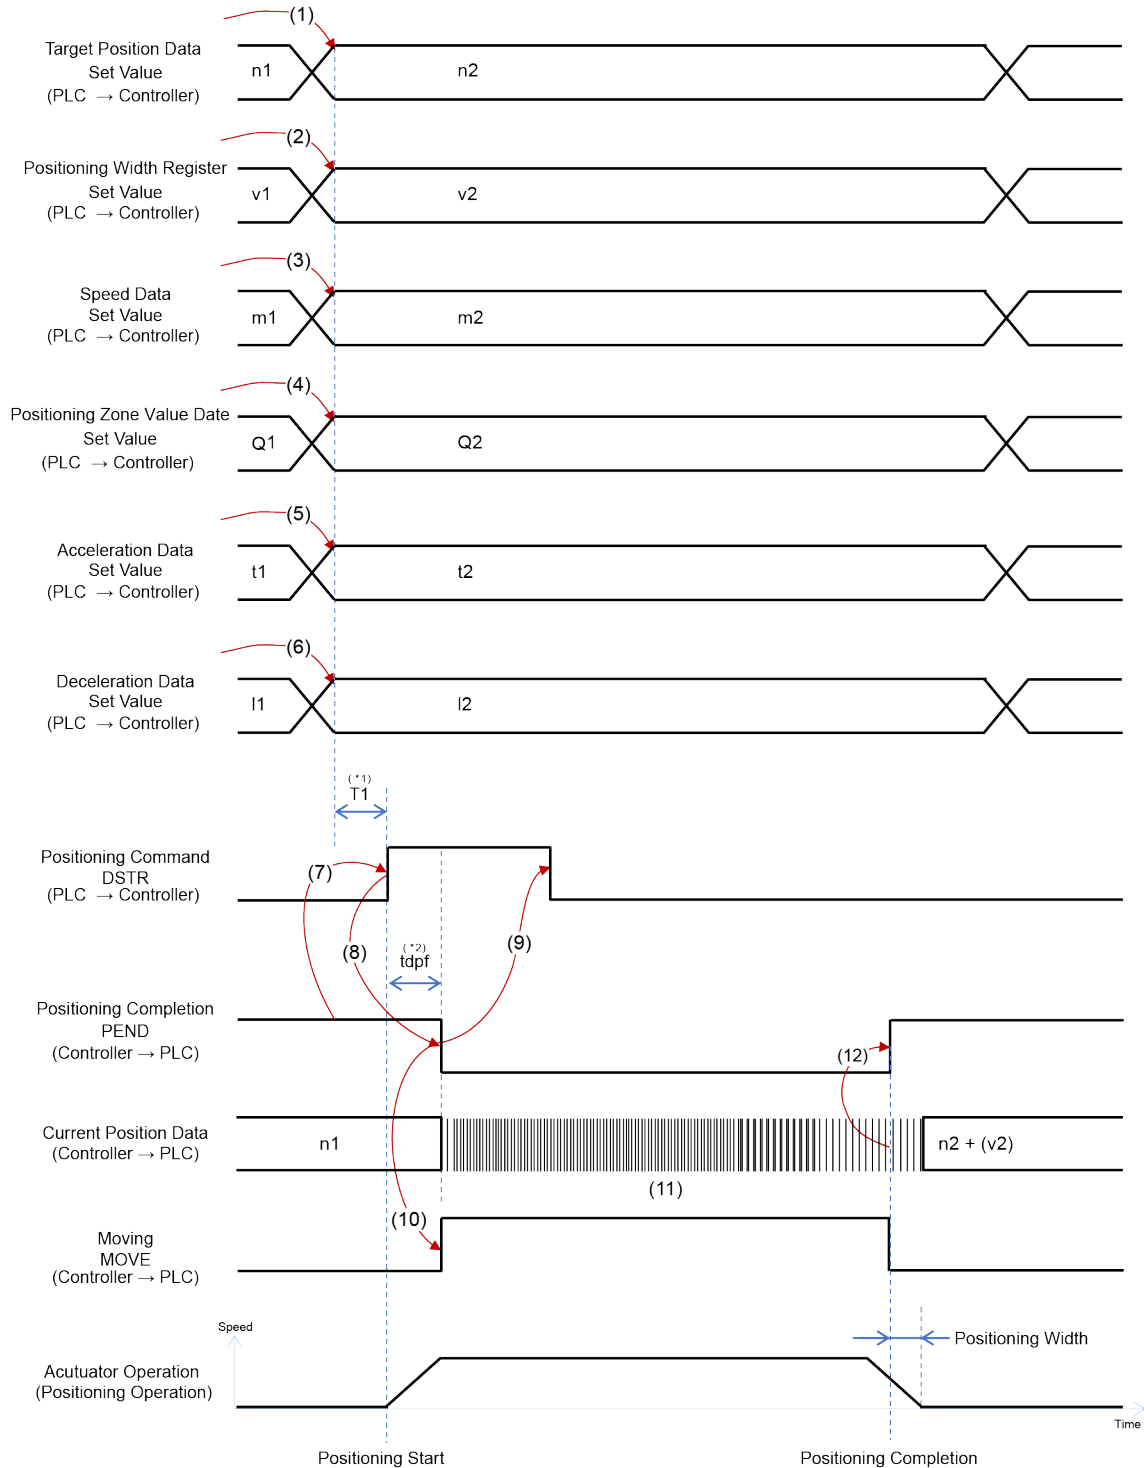 (1)
Target Position Data
Set Value
(PLC → Controller)
n1
n2
(2)
Positioning Width Register
Set Value
(PLC → Controller)
v1
v2
(3)
Speed Data
Set Value
(PLC → Controller)
m1
m2
(4)
Positioning Zone Value Date
Set Value
(PLC → Controller)
Q1
Q2
(5)
Acceleration Data
Set Value
(PLC → Controller)
t1
t2
(6)
Deceleration Data
Set Value
(PLC → Controller)
l1
l2
(*1)
T1
Positioning Command
DSTR
(PLC → Controller)
(7)
(8)
(9)
(*2)
tdpf
Positioning Completion
PEND
(Controller → PLC)
(12)
Current Position Data
(Controller → PLC)
n1
n2 + (v2)
(11)
(10)
Moving
MOVE
(Controller → PLC)
Speed
Positioning Width
Acutuator Operation
(Positioning Operation)
Time
Positioning Start
Positioning Completion